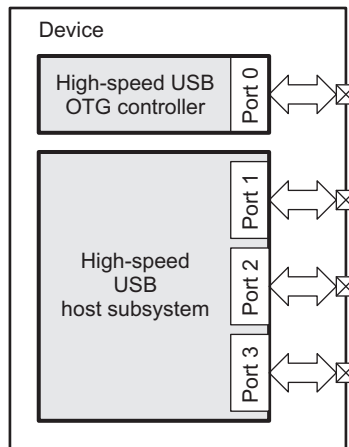 Device
High-speed USB
OTG controller
Port 0
Port 1
High-speed
USB
host subsystem
Port 2
Port 3